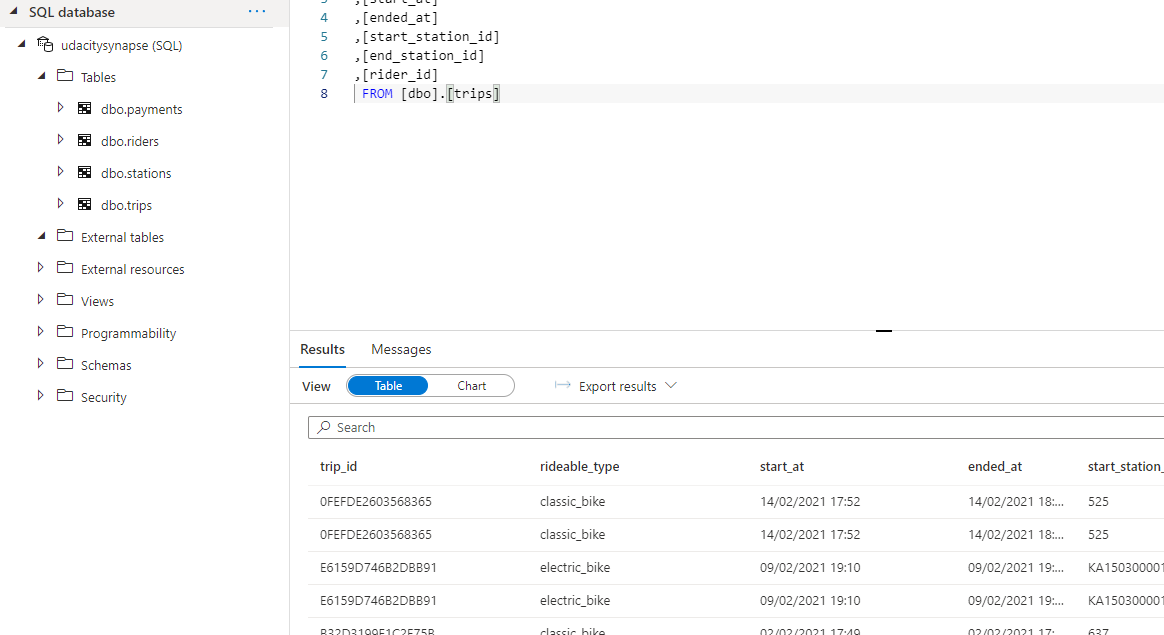 SQL database
...
udacitysynapse (SQL)
Tables
dbo.payments
dbo.riders
dbo.stations
dbo.trips
External tables
External resources
Views
Programmability
Schemas
Security
3 ,[start_at]
4 ,[ended_at]
5 ,[start_station_id]
6 ,[end_station_id]
7 ,[rider_id]
8 FROM [dbo].[trips]
Results Messages
View Table Chart Export results
Search
trip_id rideable_type start_at ended_at start_station_
0FEFDE2603568365 classic_bike 14/02/2021 17:52 14/02/2021 18:... 525
0FEFDE2603568365 classic_bike 14/02/2021 17:52 14/02/2021 18:... 525
E6159D746B2DBB91 electric_bike 09/02/2021 19:10 09/02/2021 19:... KA150300001
E6159D746B2DBB91 electric_bike 09/02/2021 19:10 09/02/2021 19:... KA150300001
B32D3199F1C2E75B classic_bike 02/02/2021 17:49 02/02/2021 17:... 637